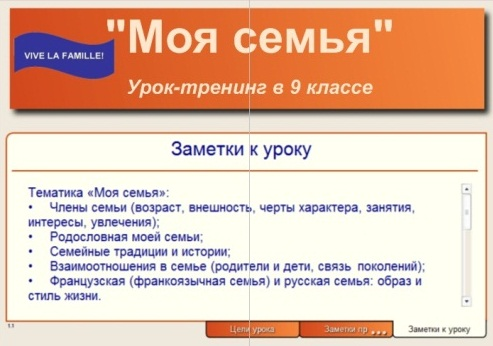 "Моя семья"
VIVE LA FAMILLE!
Урок-тренинг в 9 классе
Заметки к уроку
Тематика «Моя семья»:
• Члены семьи (возраст, внешность, черты характера, занятия,
интересы, увлечения);
• Родословная моей семьи;
• Семейные традиции и истории;
• Взаимоотношения в семье (родители и дети, связь поколений);
• Французская (франкоязычная семья) и русская семья: образ и
стиль жизни.
1.1
Цели урока
Заметки пр ...
Заметки к уроку